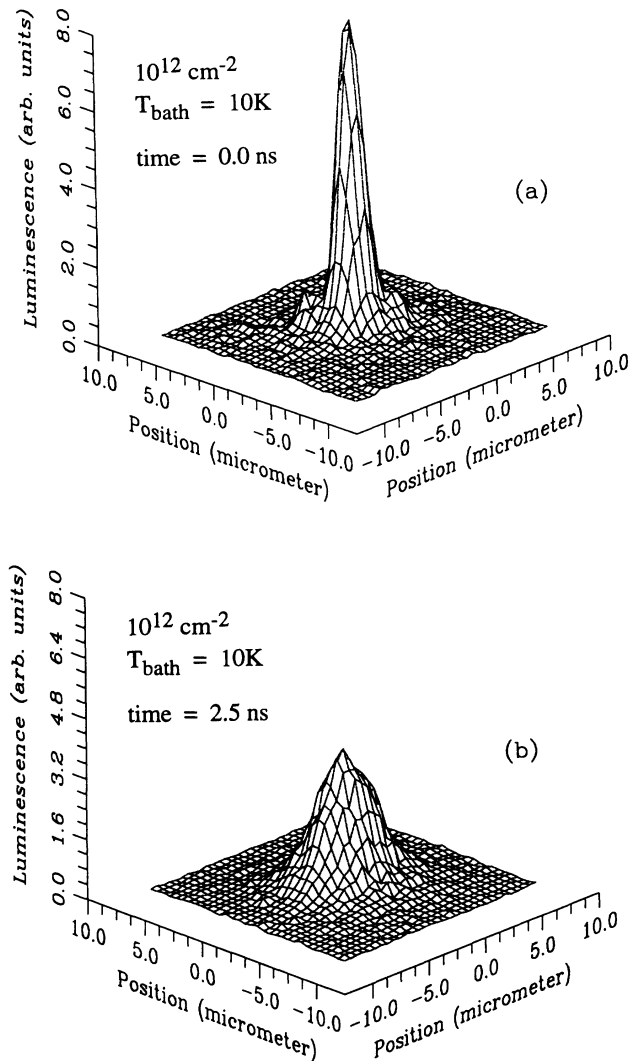 Luminescence (arb. units)
8.0
6.0
4.0
2.0
0.0
10¹² cm⁻²
T_bath = 10K
time = 0.0 ns
(a)
10.0 5.0 0.0 -5.0 -10.0
Position (micrometer)
-10.0 -5.0 0.0 5.0 10.0
Position (micrometer)
Luminescence (arb. units)
8.0
6.4
4.8
3.2
1.6
0.0
10¹² cm⁻²
T_bath = 10K
time = 2.5 ns
(b)
10.0 5.0 0.0 -5.0 -10.0
Position (micrometer)
-10.0 -5.0 0.0 5.0 10.0
Position (micrometer)